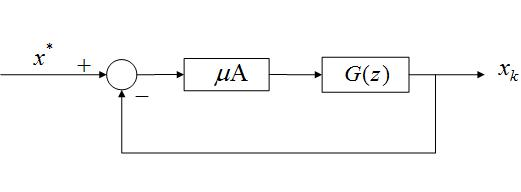 x*
+
μA
G(z)
x_k
−